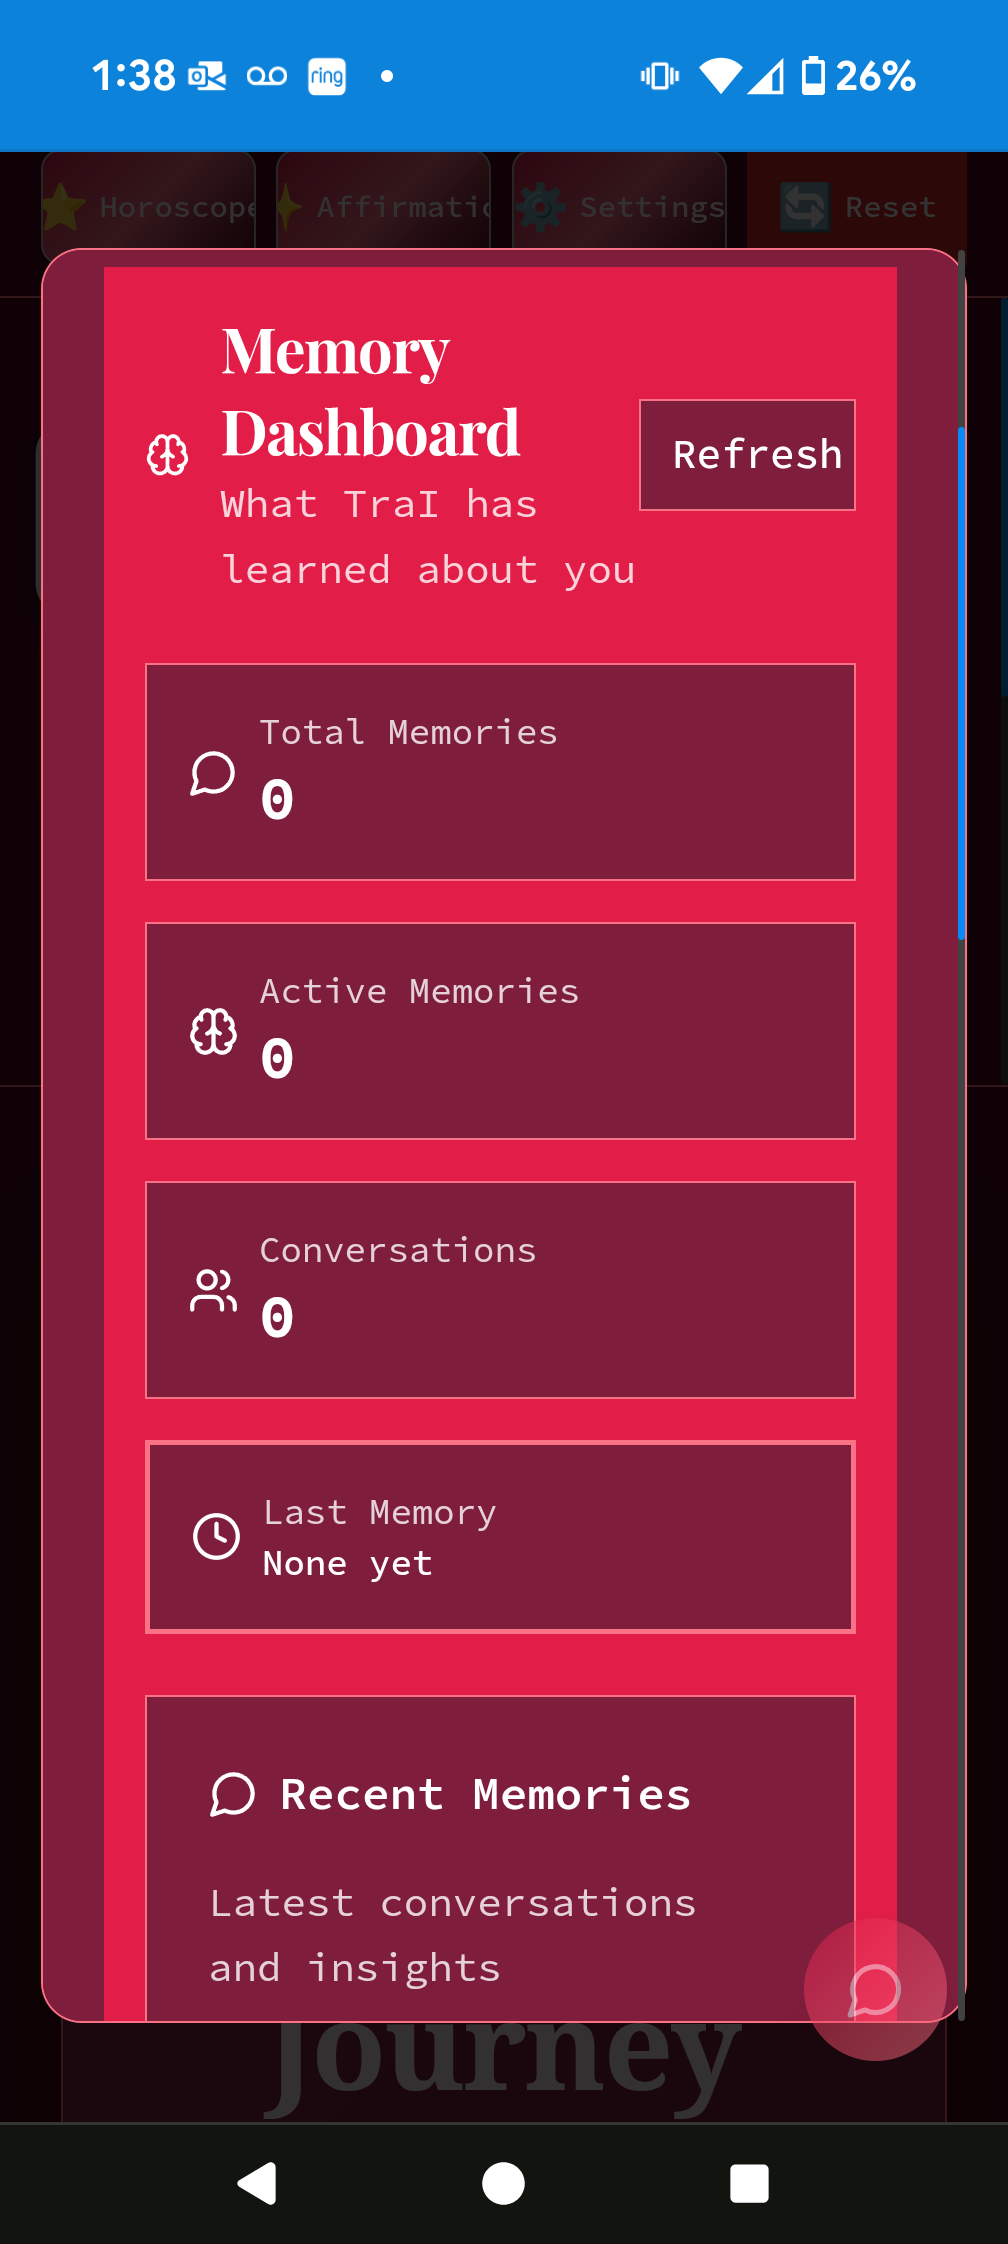 1:38 ring 26%
Horoscope Affirmatic Settings Reset
Memory
Dashboard
What TraI has
learned about you
Refresh
Total Memories
0
Active Memories
0
Conversations
0
Last Memory
None yet
Recent Memories
Latest conversations
and insights
Journey